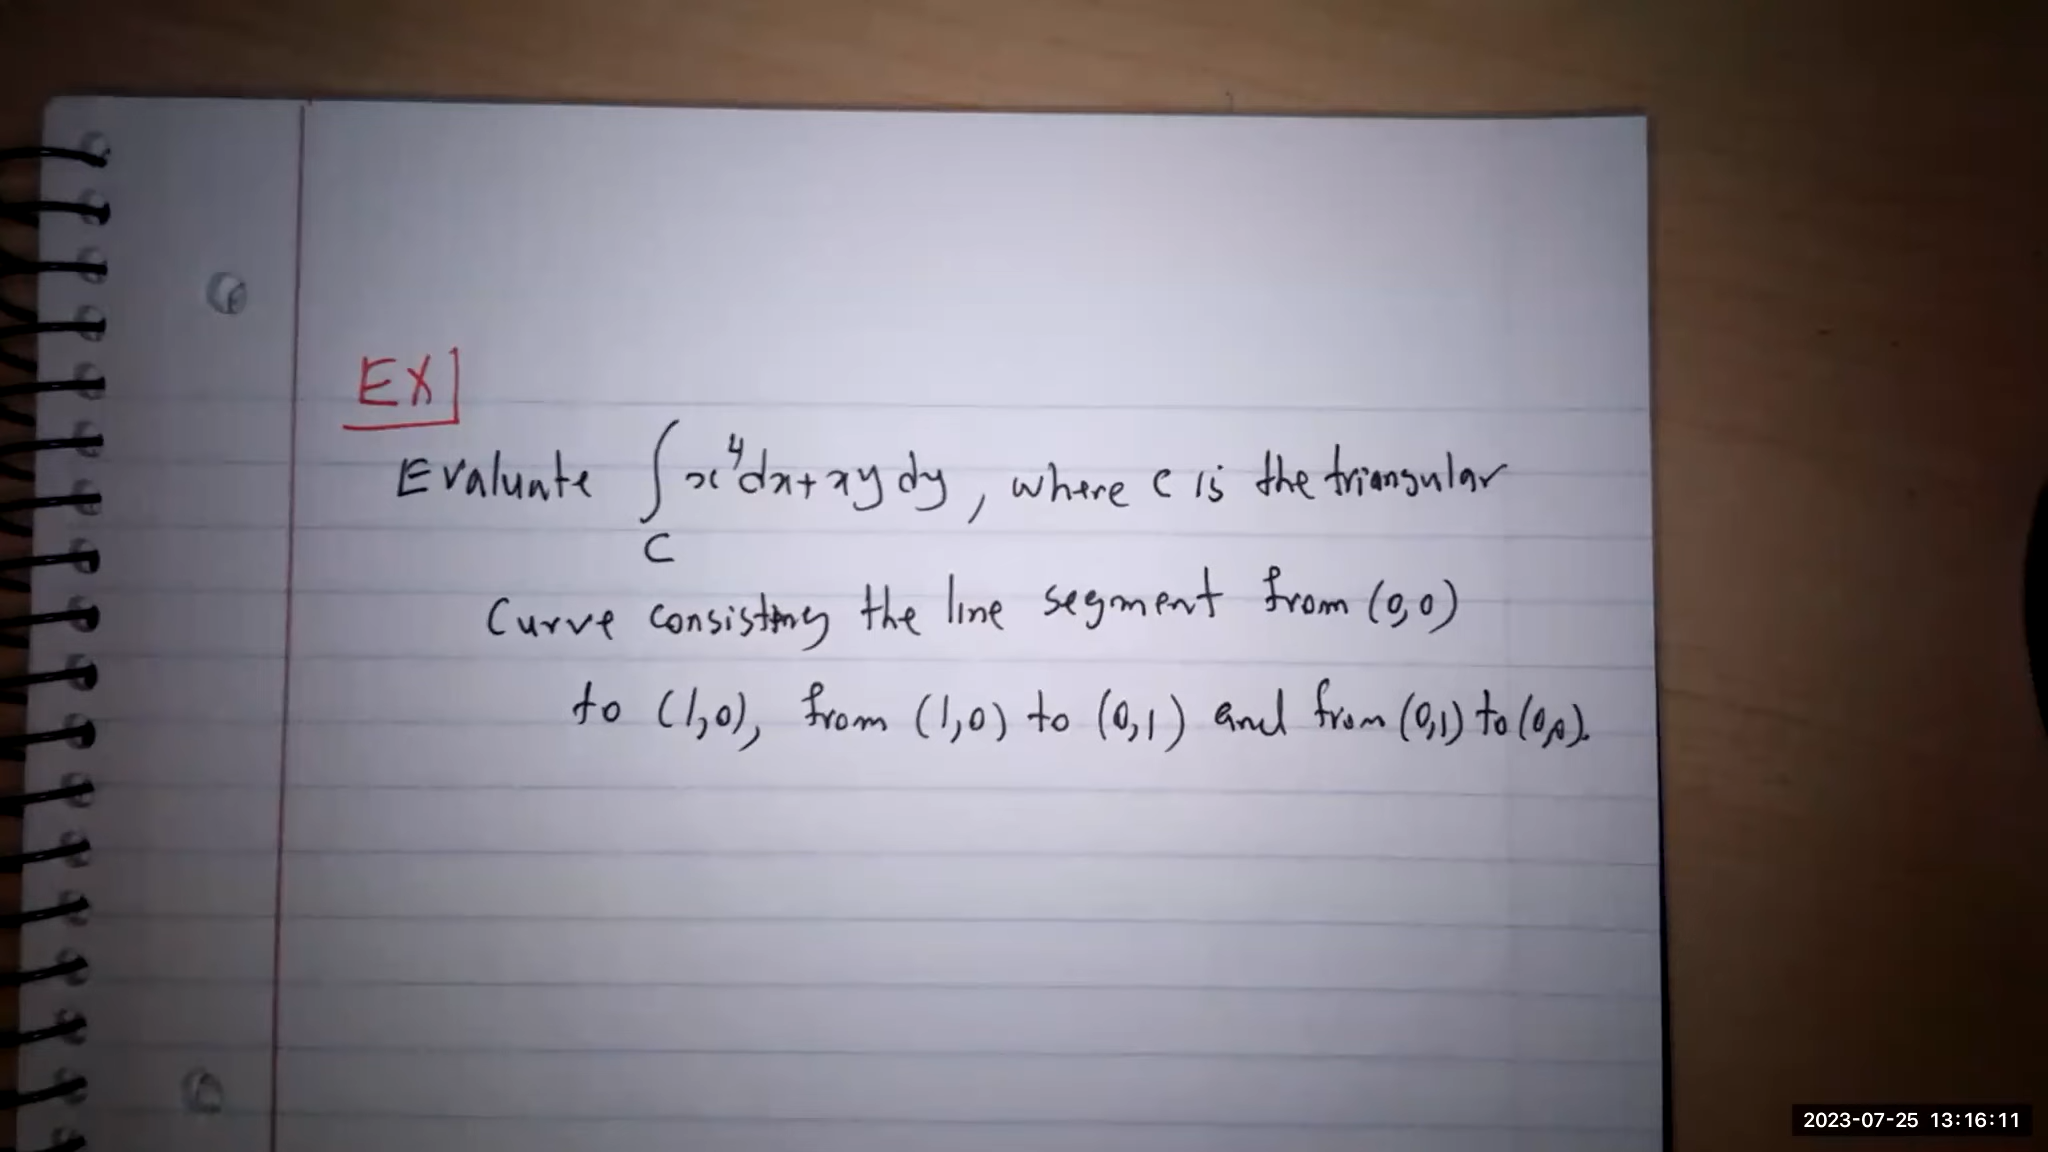 EX
Evaluate ∫_C x⁴dx + xy dy, where C is the triangular
Curve consisting the line segment from (0,0)
to (1,0), from (1,0) to (0,1) and from (0,1) to (0,0).
2023-07-25 13:16:11